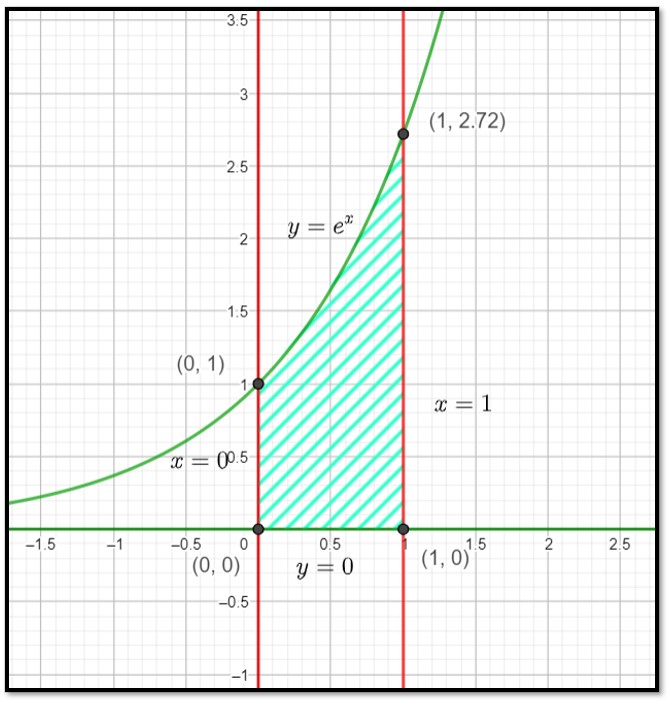 3.5
3
(1, 2.72)
2.5
y = eˣ
2
1.5
(0, 1)
1
x = 1
x = 0
0.5
−1.5 −1 −0.5 0 0.5 1 1.5 2 2.5
(0, 0) y = 0 (1, 0)
−0.5
−1